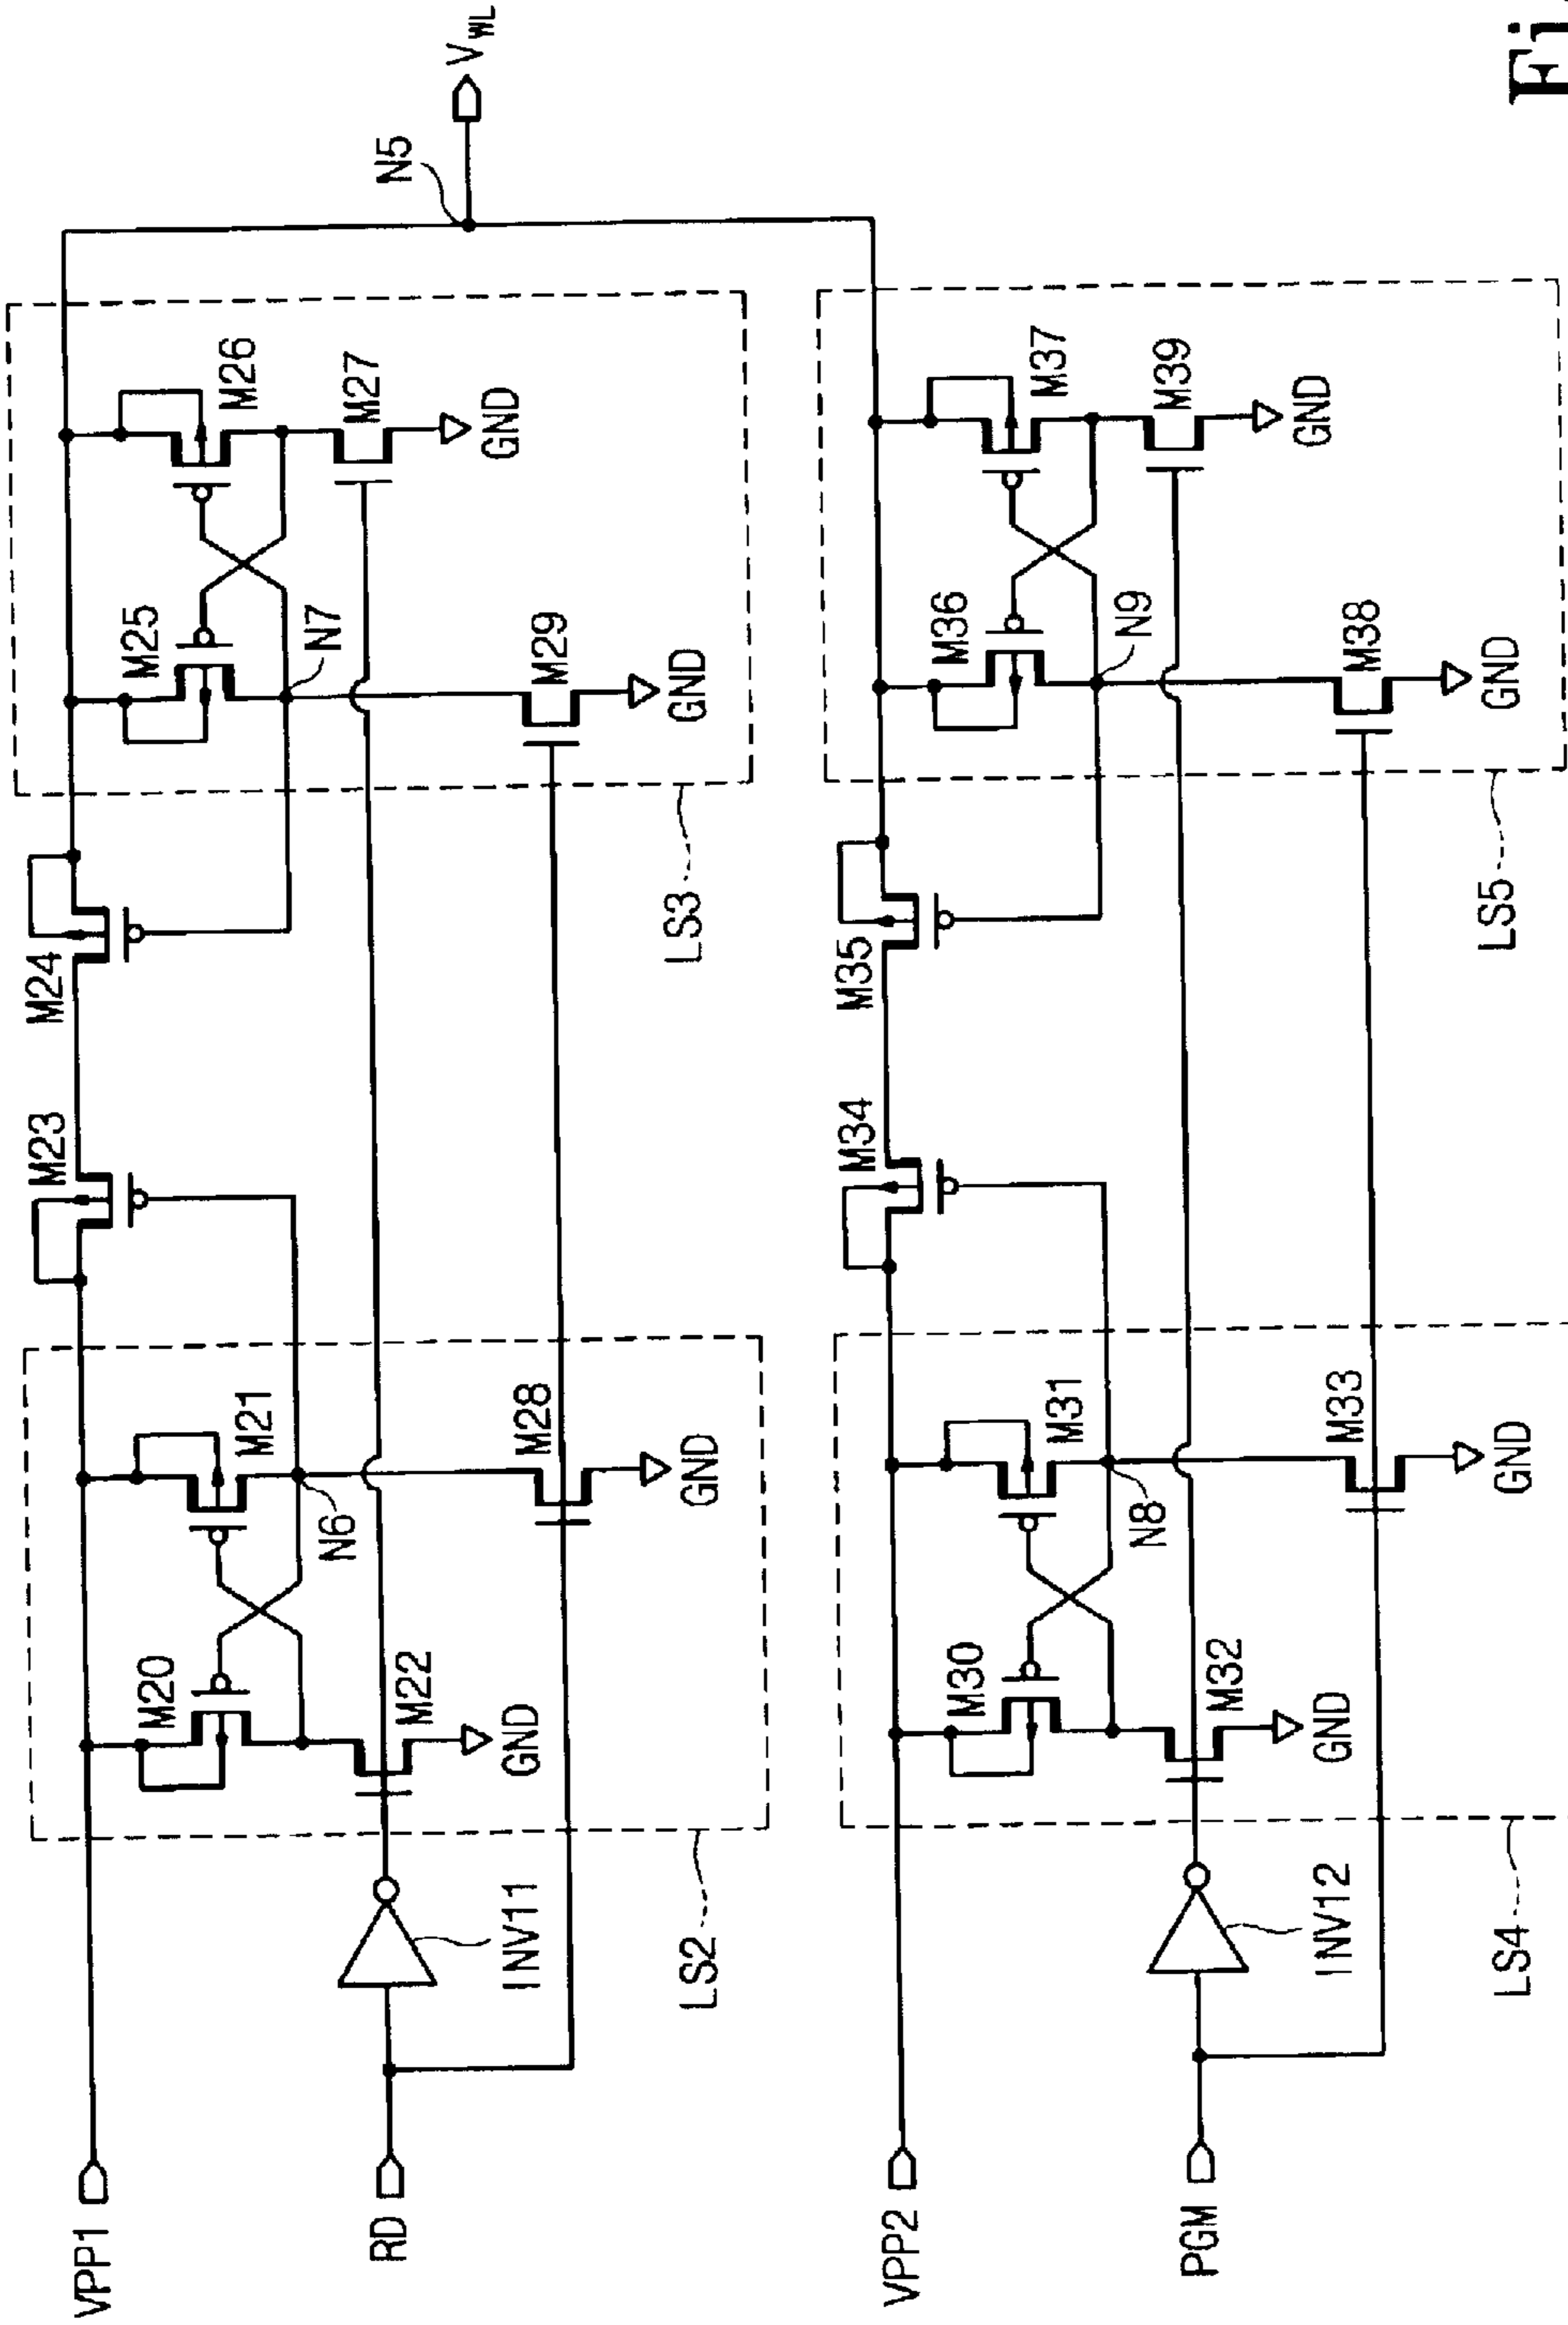 VPP1
RD
INV11
LS2
M20
M21
M22
GND
N6
M28
GND
M23
M24
LS3
M25
M26
N7
M27
GND
M29
GND
N5
VWL
VPP2
PGM
INV12
LS4
M30
M31
M32
GND
N8
M33
GND
M34
M35
LS5
M36
M37
N9
M39
GND
M38
GND